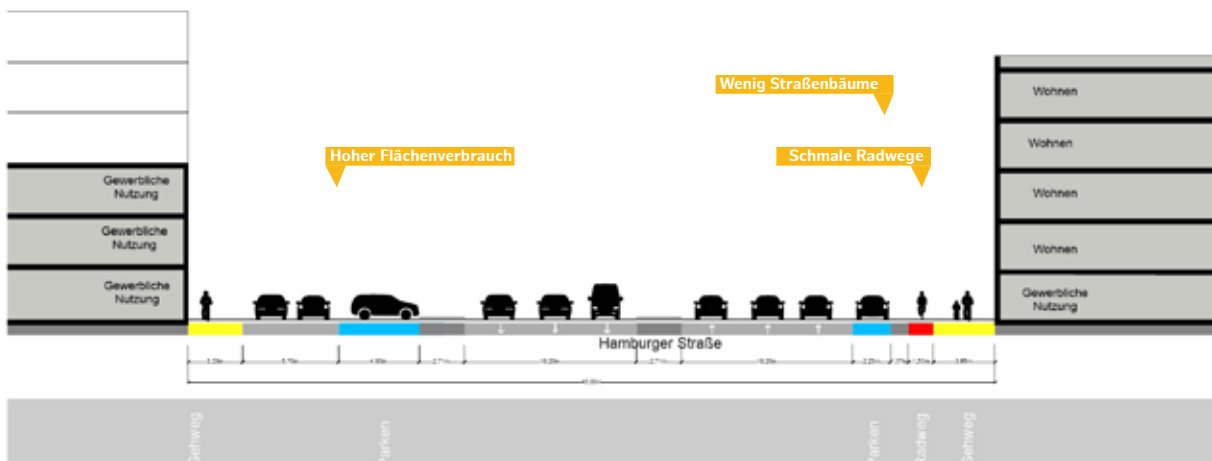 Wenig Straßenbäume
Hoher Flächenverbrauch
Schmale Radwege
Gewerbliche
Nutzung
Gewerbliche
Nutzung
Gewerbliche
Nutzung
Wohnen
Wohnen
Wohnen
Wohnen
Gewerbliche
Nutzung
Hamburger Straße
Gehweg
Parken
Parken
Radweg
Gehweg